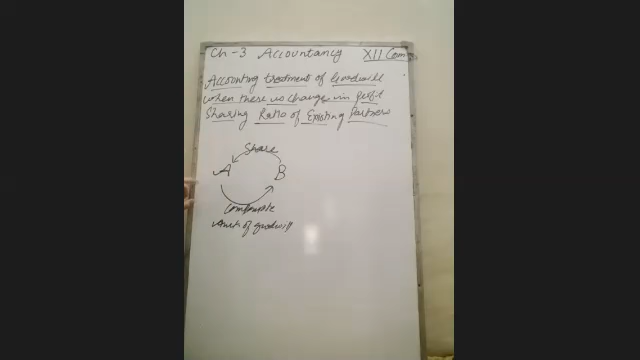 Ch-3 Accountancy XII Com
Accounting treatment of Goodwill
when there is change in profit
Sharing Ratio of Existing Partners
Share
A B
Compensate
Amt. of goodwill